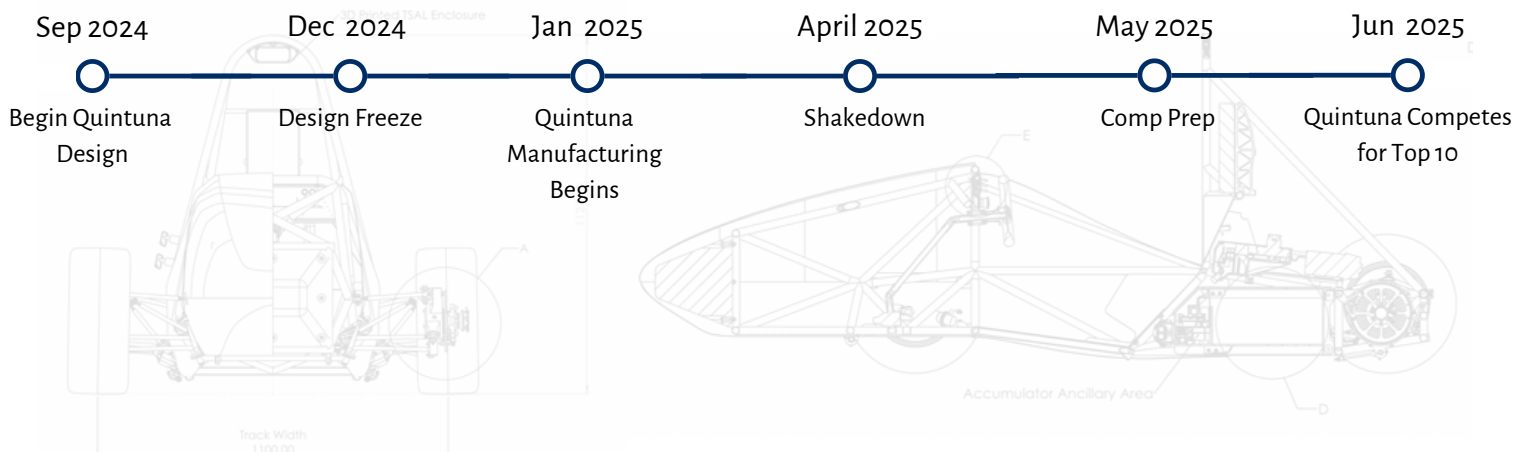 3D Printed TSAL Enclosure
Sep 2024
Dec 2024
Jan 2025
April 2025
May 2025
Jun 2025
Begin Quintuna
Design
Design Freeze
Quintuna
Manufacturing
Begins
Shakedown
Comp Prep
Quintuna Competes
for Top 10
E
A
Accumulator Ancillary Area
D
Track Width
1100.00